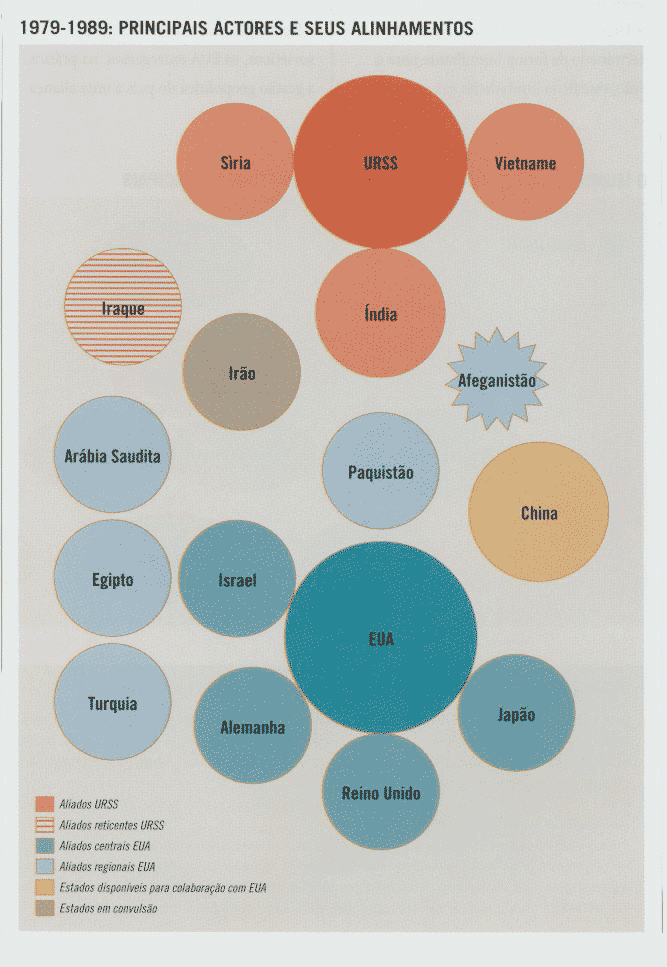 1979-1989: PRINCIPAIS ACTORES E SEUS ALINHAMENTOS
Síria
URSS
Vietname
Iraque
Índia
Irão
Afeganistão
Arábia Saudita
Paquistão
China
Egipto
Israel
EUA
Turquia
Alemanha
Japão
Reino Unido
Aliados URSS
Aliados reticentes URSS
Aliados centrais EUA
Aliados regionais EUA
Estados disponíveis para colaboração com EUA
Estados em convulsão